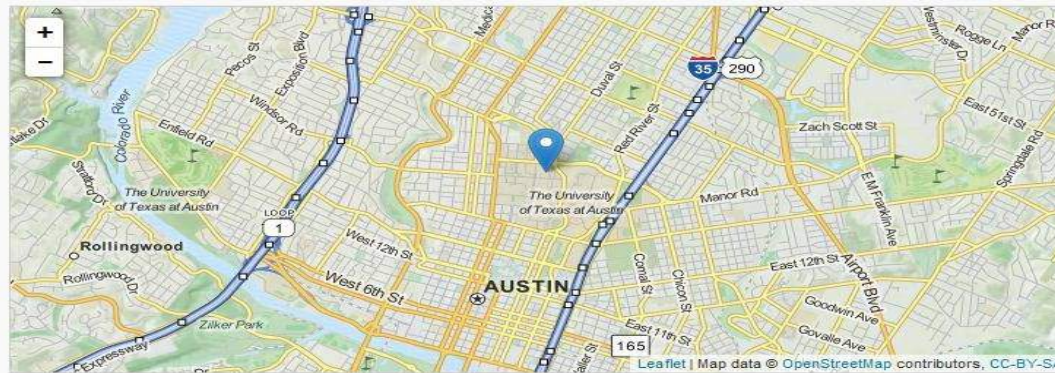 +
−
Pecos St
Exposition Blvd
Windsor Rd
Duval St
35
290
Rogge Ln
Manor R
East 51st St
Springdale Rd
Zach Scott St
Red River St
Colorado River
Enfield Rd
Stratford Dr
The University
of Texas at Austin
The University
of Texas at Austin
Manor Rd
E M Franklin Ave
LOOP
1
Rollingwood
Rollingwood Dr
West 12th St
West 6th St
Zilker Park
Expressway
AUSTIN
Comal St
Chicon St
East 12th St
Airport Blvd
Goodwin Ave
Govalle Ave
East 11th St
165
Leaflet | Map data © OpenStreetMap contributors, CC-BY-S